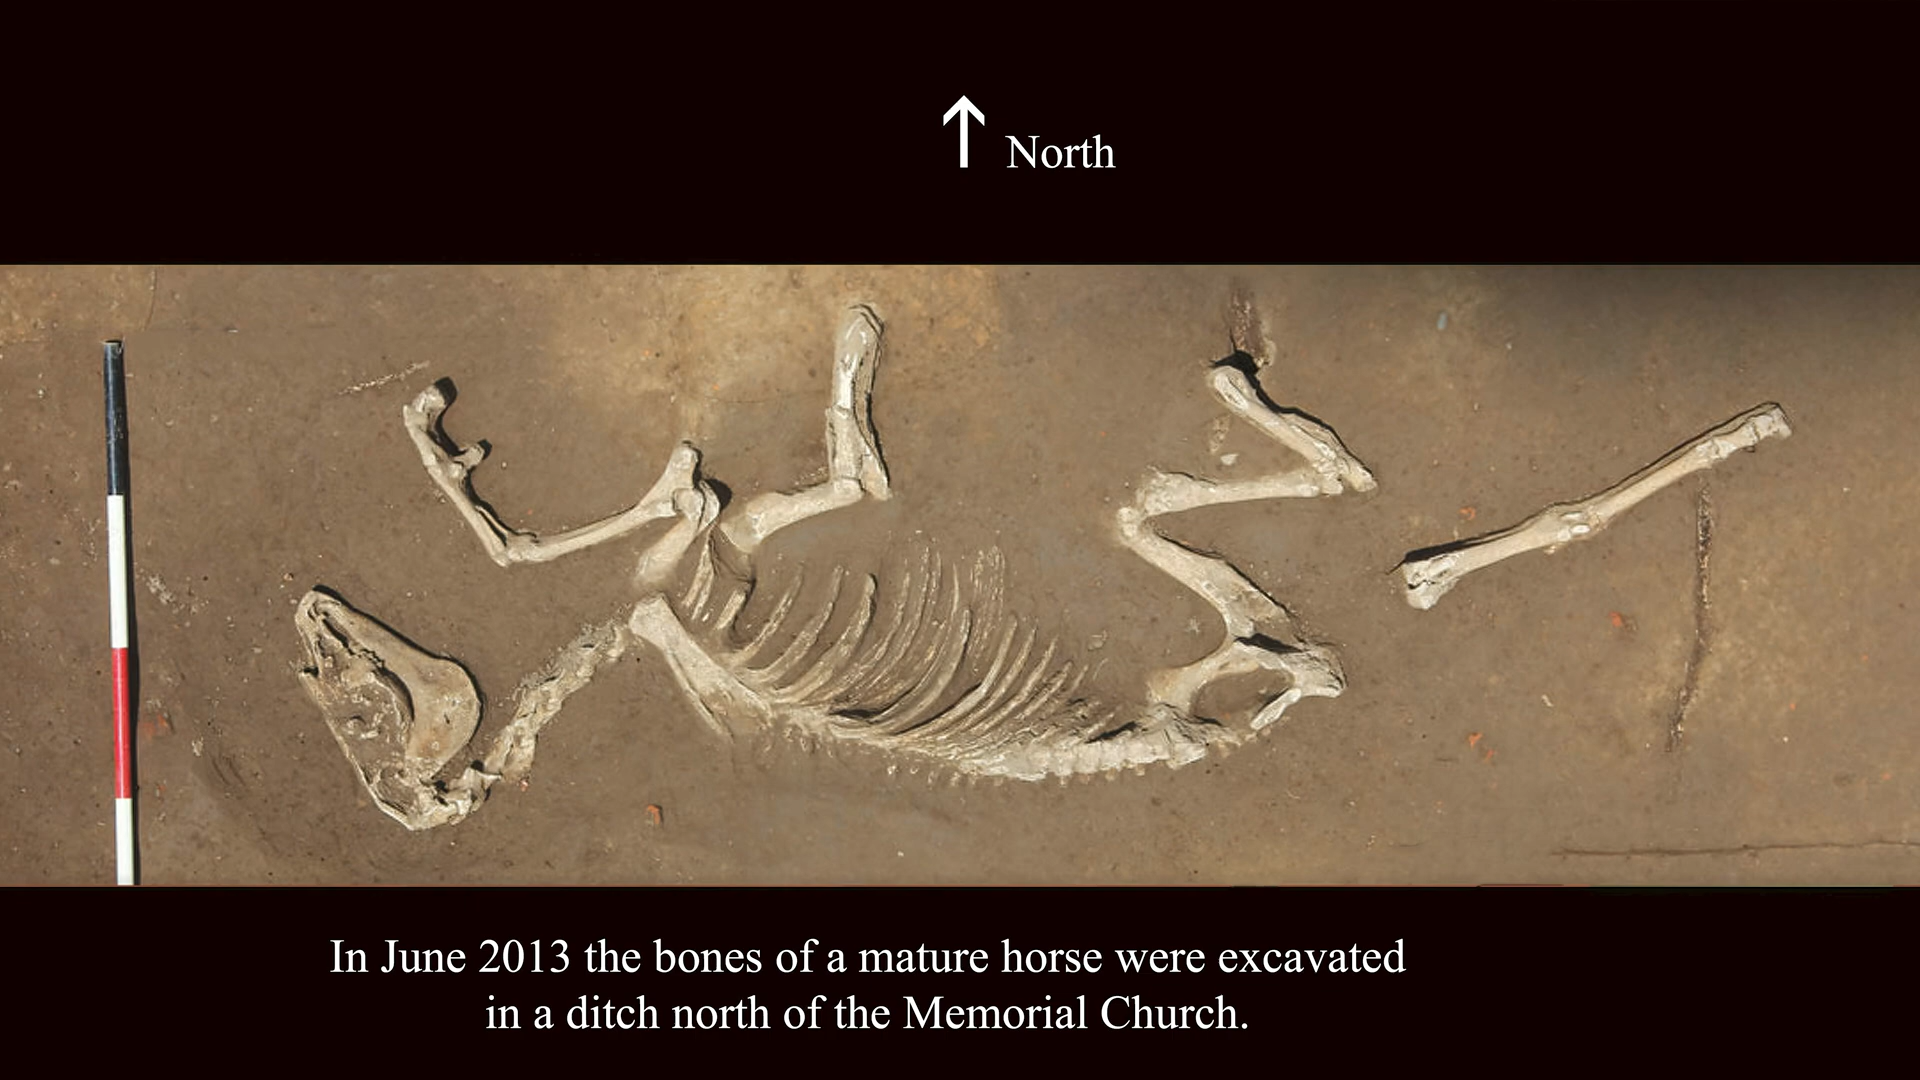 North
In June 2013 the bones of a mature horse were excavated
in a ditch north of the Memorial Church.